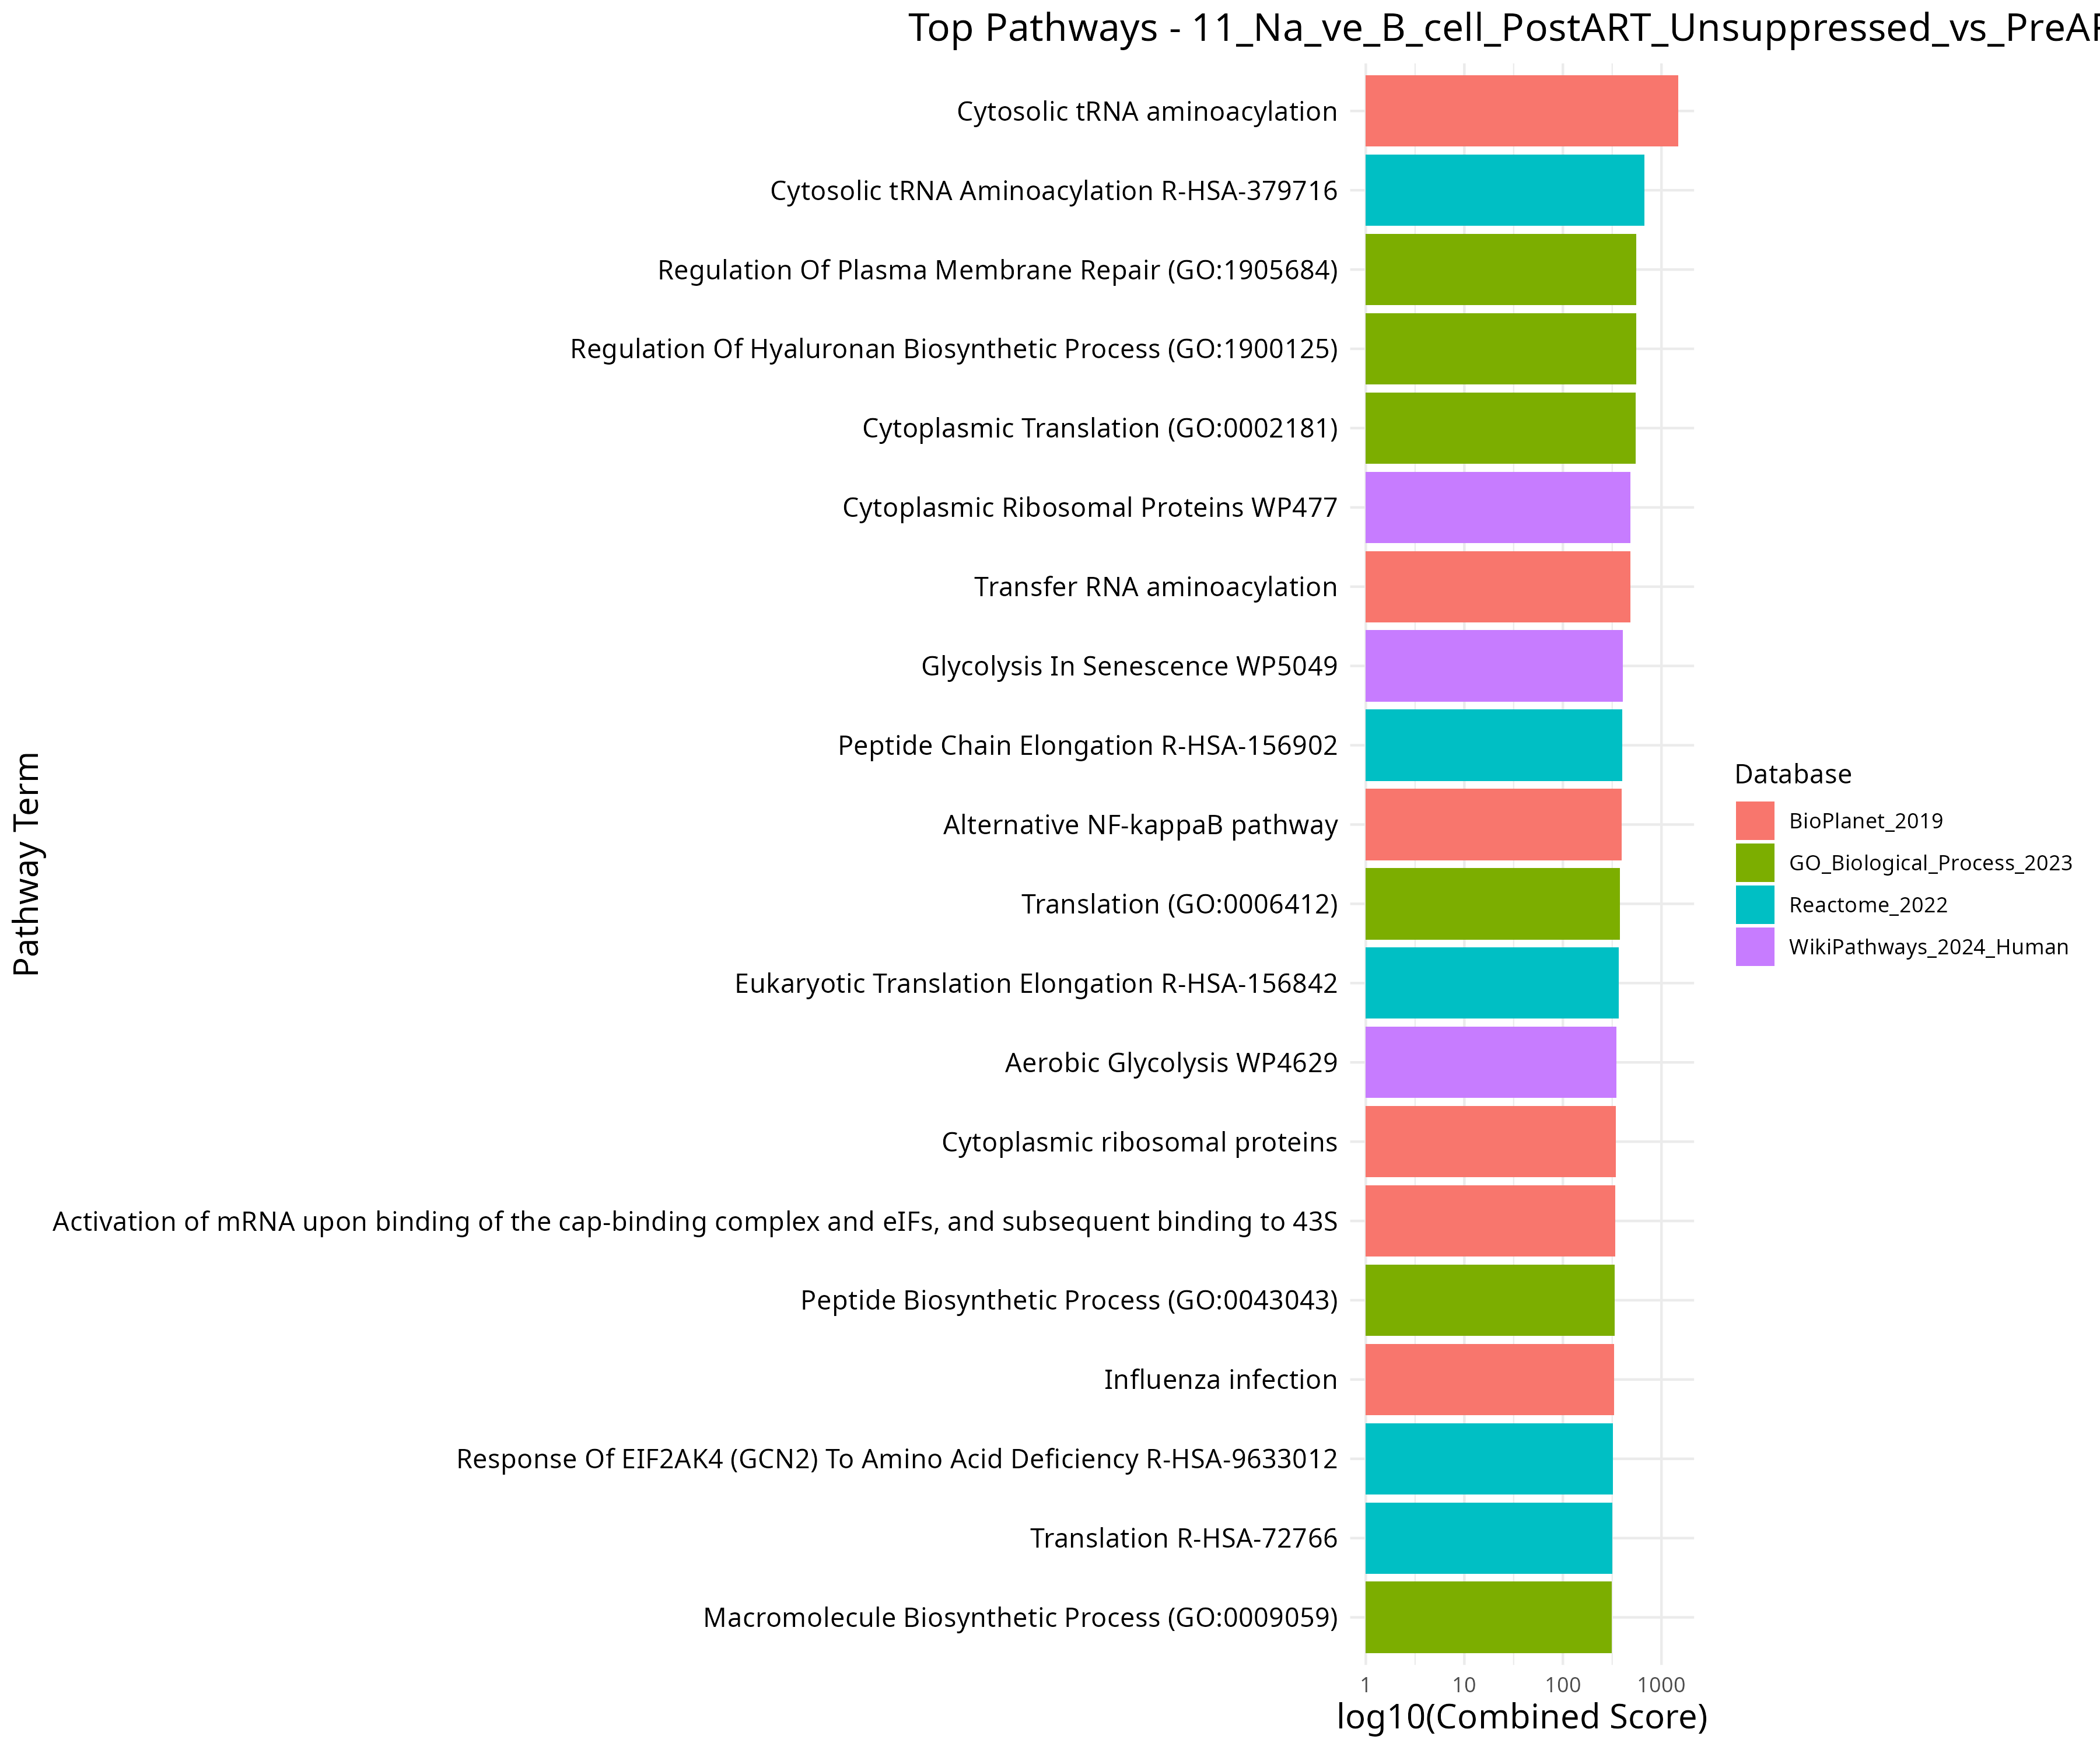 Top Pathways - 11_Na_ve_B_cell_PostART_Unsuppressed_vs_PreAR
Cytosolic tRNA aminoacylation
Cytosolic tRNA Aminoacylation R-HSA-379716
Regulation Of Plasma Membrane Repair (GO:1905684)
Regulation Of Hyaluronan Biosynthetic Process (GO:1900125)
Cytoplasmic Translation (GO:0002181)
Cytoplasmic Ribosomal Proteins WP477
Transfer RNA aminoacylation
Glycolysis In Senescence WP5049
Peptide Chain Elongation R-HSA-156902
Alternative NF-kappaB pathway
Translation (GO:0006412)
Eukaryotic Translation Elongation R-HSA-156842
Aerobic Glycolysis WP4629
Cytoplasmic ribosomal proteins
Activation of mRNA upon binding of the cap-binding complex and eIFs, and subsequent binding to 43S
Peptide Biosynthetic Process (GO:0043043)
Influenza infection
Response Of EIF2AK4 (GCN2) To Amino Acid Deficiency R-HSA-9633012
Translation R-HSA-72766
Macromolecule Biosynthetic Process (GO:0009059)
Pathway Term
1 10 100 1000
log10(Combined Score)
Database
BioPlanet_2019
GO_Biological_Process_2023
Reactome_2022
WikiPathways_2024_Human